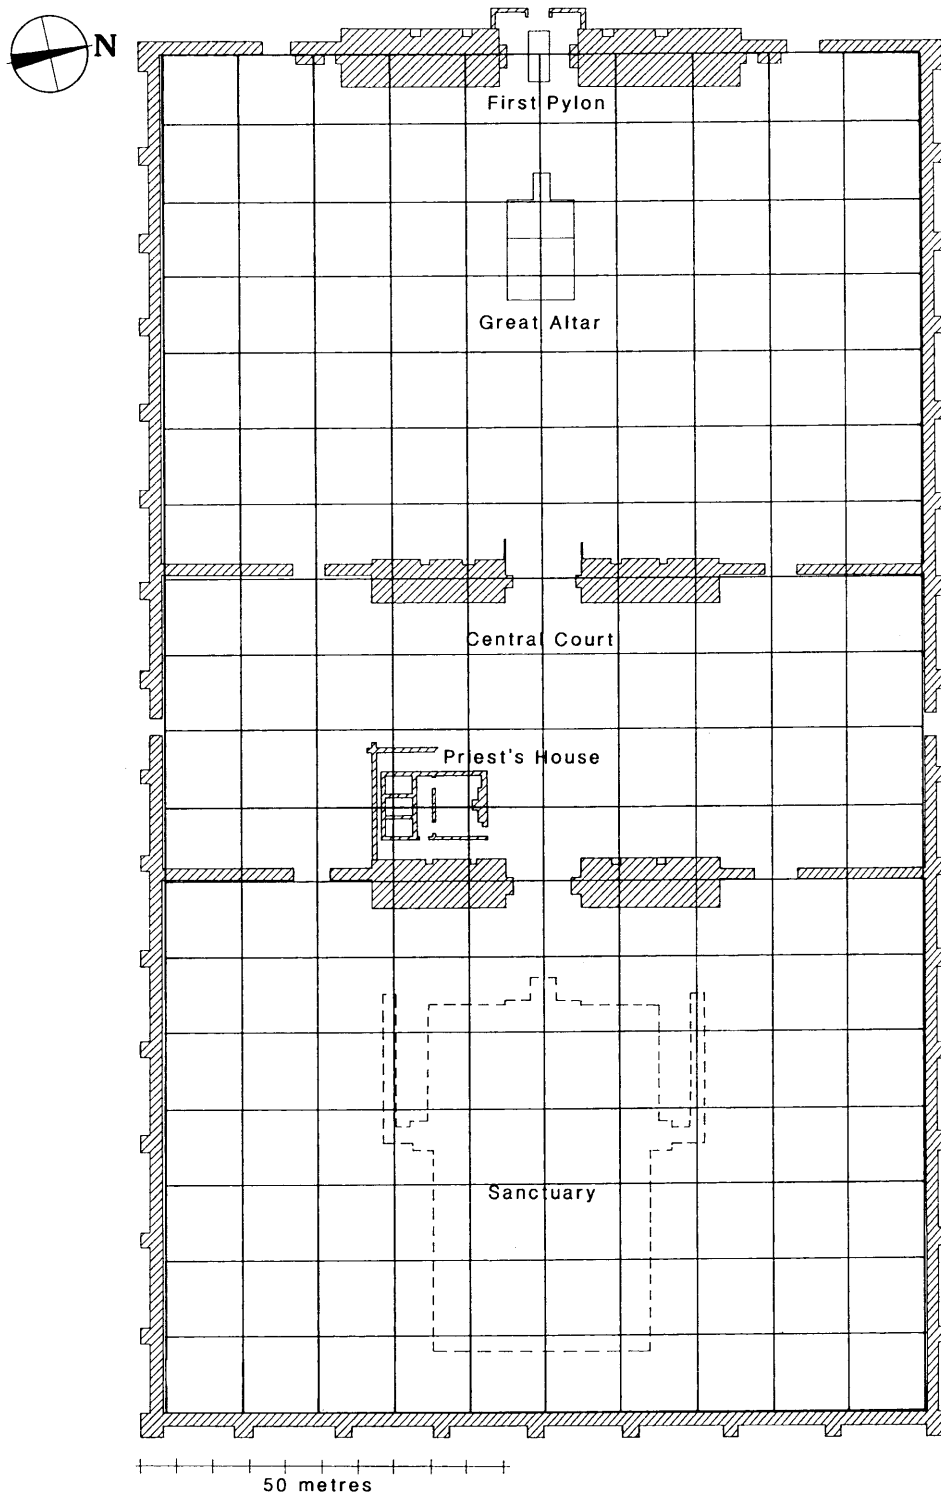 N
First Pylon
Great Altar
Central Court
Priest's House
Sanctuary
50 metres